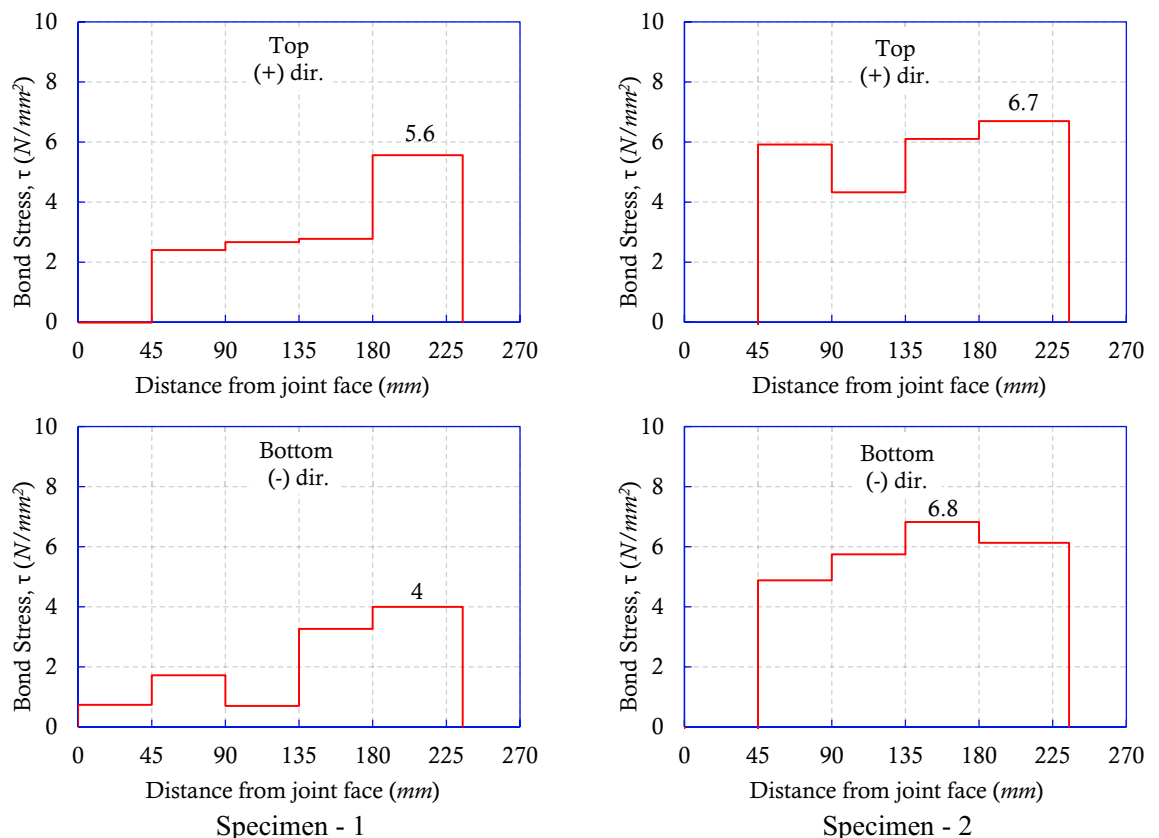 10
8
6
4
2
0
Bond Stress, τ (N/mm²)
Top
(+) dir.
5.6
0 45 90 135 180 225 270
Distance from joint face (mm)
10
8
6
4
2
0
Bond Stress, τ (N/mm²)
Top
(+) dir.
6.7
0 45 90 135 180 225 270
Distance from joint face (mm)
10
8
6
4
2
0
Bond Stress, τ (N/mm²)
Bottom
(-) dir.
4
0 45 90 135 180 225 270
Distance from joint face (mm)
Specimen - 1
10
8
6
4
2
0
Bond Stress, τ (N/mm²)
Bottom
(-) dir.
6.8
0 45 90 135 180 225 270
Distance from joint face (mm)
Specimen - 2